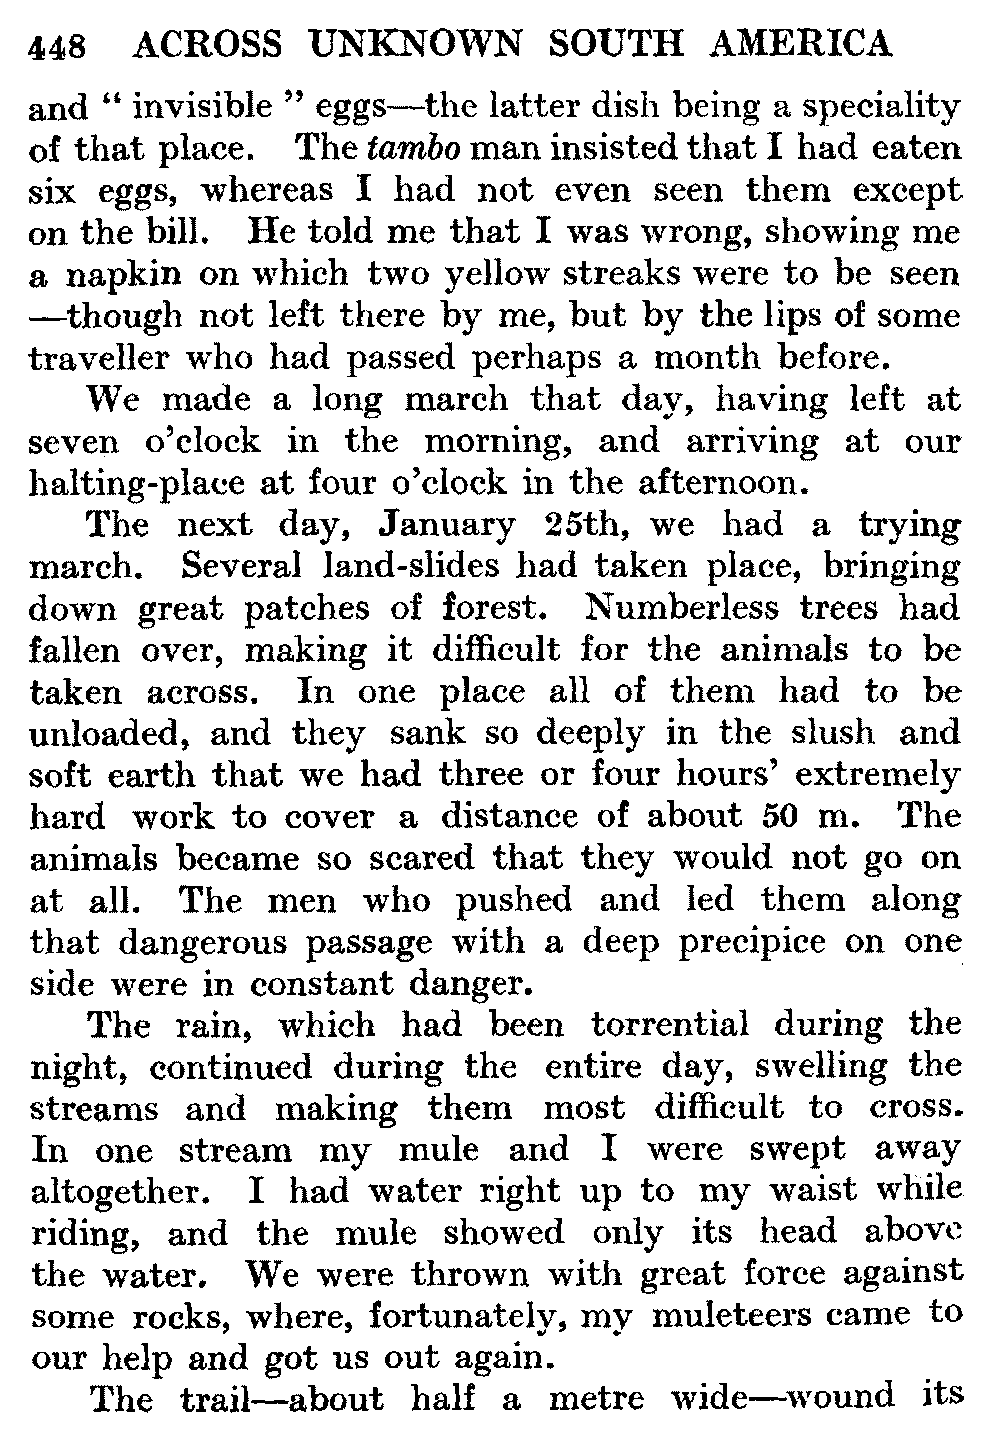 448 ACROSS UNKNOWN SOUTH AMERICA
and “ invisible ” eggs—the latter dish being a speciality
of that place. The tambo man insisted that I had eaten
six eggs, whereas I had not even seen them except
on the bill. He told me that I was wrong, showing me
a napkin on which two yellow streaks were to be seen
—though not left there by me, but by the lips of some
traveller who had passed perhaps a month before.
We made a long march that day, having left at
seven o’clock in the morning, and arriving at our
halting-place at four o’clock in the afternoon.
The next day, January 25th, we had a trying
march. Several land-slides had taken place, bringing
down great patches of forest. Numberless trees had
fallen over, making it difficult for the animals to be
taken across. In one place all of them had to be
unloaded, and they sank so deeply in the slush and
soft earth that we had three or four hours’ extremely
hard work to cover a distance of about 50 m. The
animals became so scared that they would not go on
at all. The men who pushed and led them along
that dangerous passage with a deep precipice on one
side were in constant danger.
The rain, which had been torrential during the
night, continued during the entire day, swelling the
streams and making them most difficult to cross.
In one stream my mule and I were swept away
altogether. I had water right up to my waist while
riding, and the mule showed only its head above
the water. We were thrown with great force against
some rocks, where, fortunately, my muleteers came to
our help and got us out again.
The trail—about half a metre wide—wound its